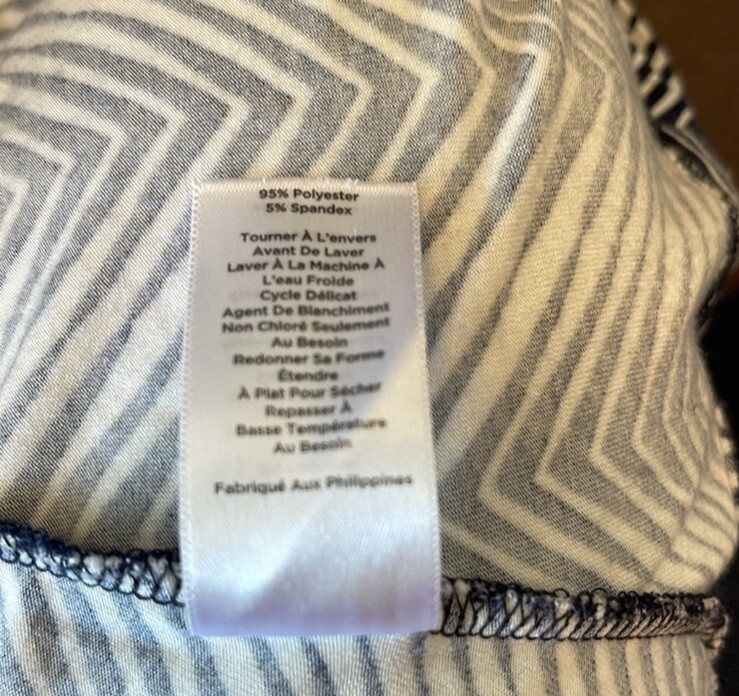 95% Polyester
5% Spandex
Tourner À L'envers
Avant De Laver
Laver À La Machine À
L'eau Froide
Cycle Délicat
Agent De Blanchiment
Non Chloré Seulement
Au Besoin
Redonner Sa Forme
Étendre
À Plat Pour Sécher
Repasser À
Basse Température
Au Besoin
Fabriqué Aux Philippines